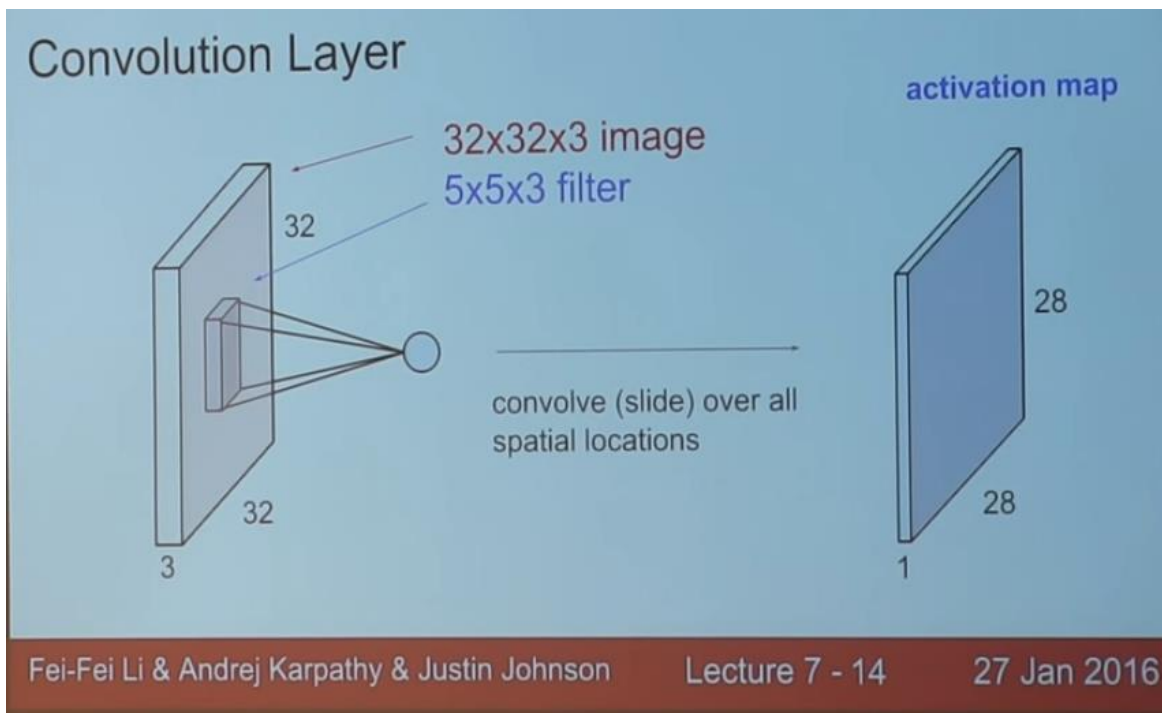 Convolution Layer
activation map
32x32x3 image
5x5x3 filter
32
28
convolve (slide) over all
spatial locations
32
28
3
1
Fei-Fei Li & Andrej Karpathy & Justin Johnson
Lecture 7 - 14
27 Jan 2016